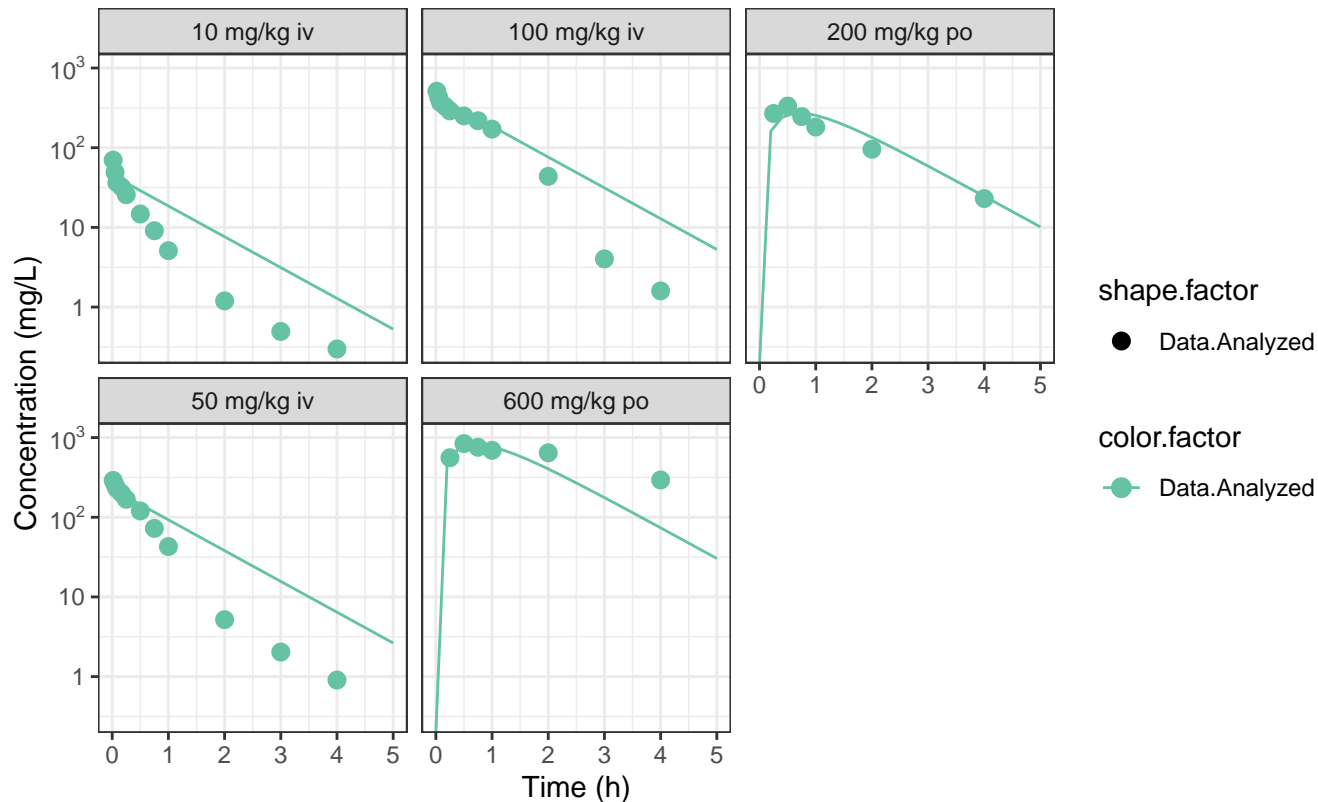 10 mg/kg iv
100 mg/kg iv
200 mg/kg po
10³
10²
10
1
0 1 2 3 4 5
50 mg/kg iv
600 mg/kg po
10³
10²
10
1
0 1 2 3 4 5
0 1 2 3 4 5
Time (h)
Concentration (mg/L)
shape.factor
Data.Analyzed
color.factor
Data.Analyzed